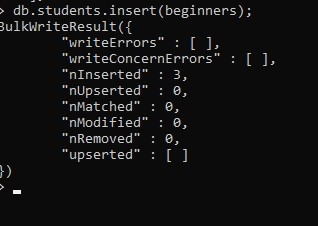 > db.students.insert(beginners);
BulkWriteResult({
        "writeErrors" : [ ],
        "writeConcernErrors" : [ ],
        "nInserted" : 3,
        "nUpserted" : 0,
        "nMatched" : 0,
        "nModified" : 0,
        "nRemoved" : 0,
        "upserted" : [ ]
})
>